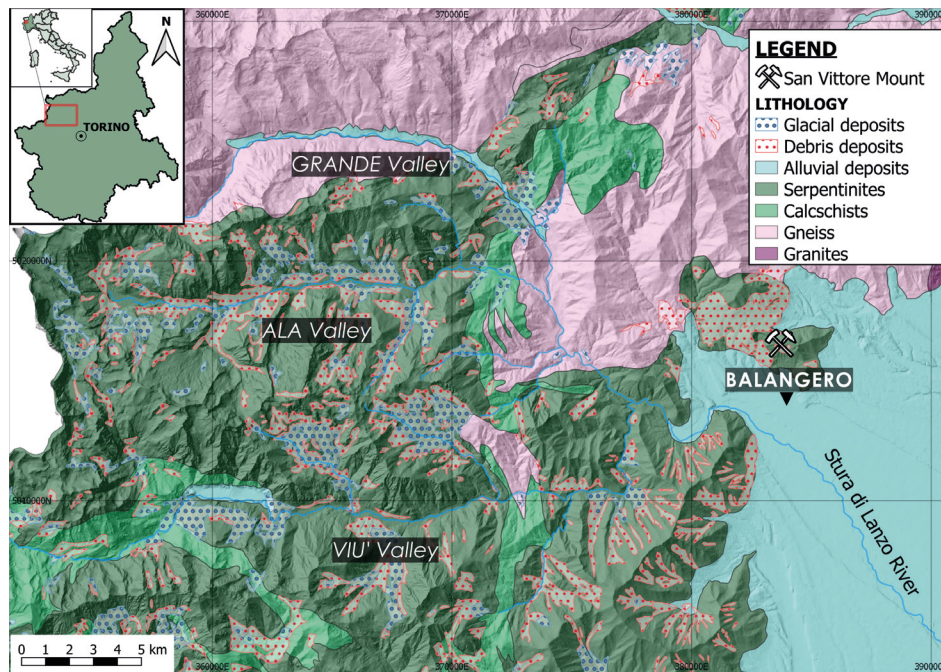 360000E
370000E
380000E
390000E
N
TORINO
LEGEND
San Vittore Mount
LITHOLOGY
Glacial deposits
Debris deposits
Alluvial deposits
Serpentinites
Calcschists
Gneiss
Granites
GRANDE Valley
5020000N
ALA Valley
BALANGERO
Stura di Lanzo River
5010000N
VIU' Valley
0 1 2 3 4 5 km
360000E
370000E
380000E
390000E